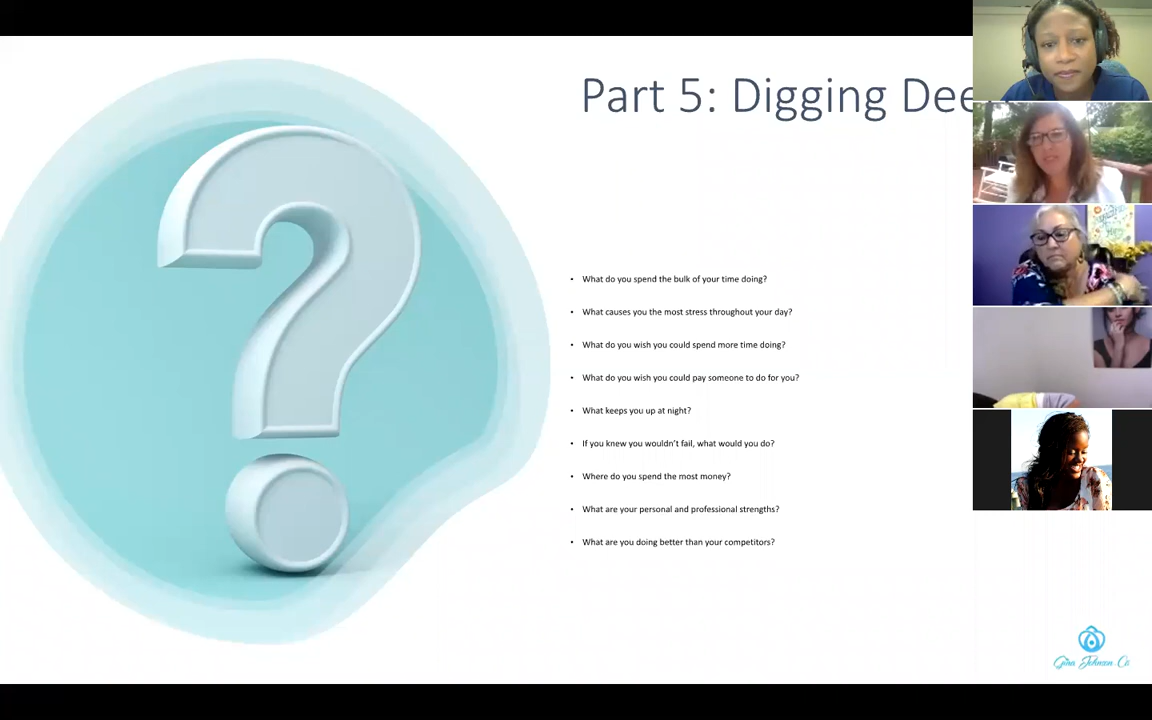 Part 5: Digging Dee
• What do you spend the bulk of your time doing?
• What causes you the most stress throughout your day?
• What do you wish you could spend more time doing?
• What do you wish you could pay someone to do for you?
• What keeps you up at night?
• If you knew you wouldn't fail, what would you do?
• Where do you spend the most money?
• What are your personal and professional strengths?
• What are you doing better than your competitors?
Gina Johnson Co